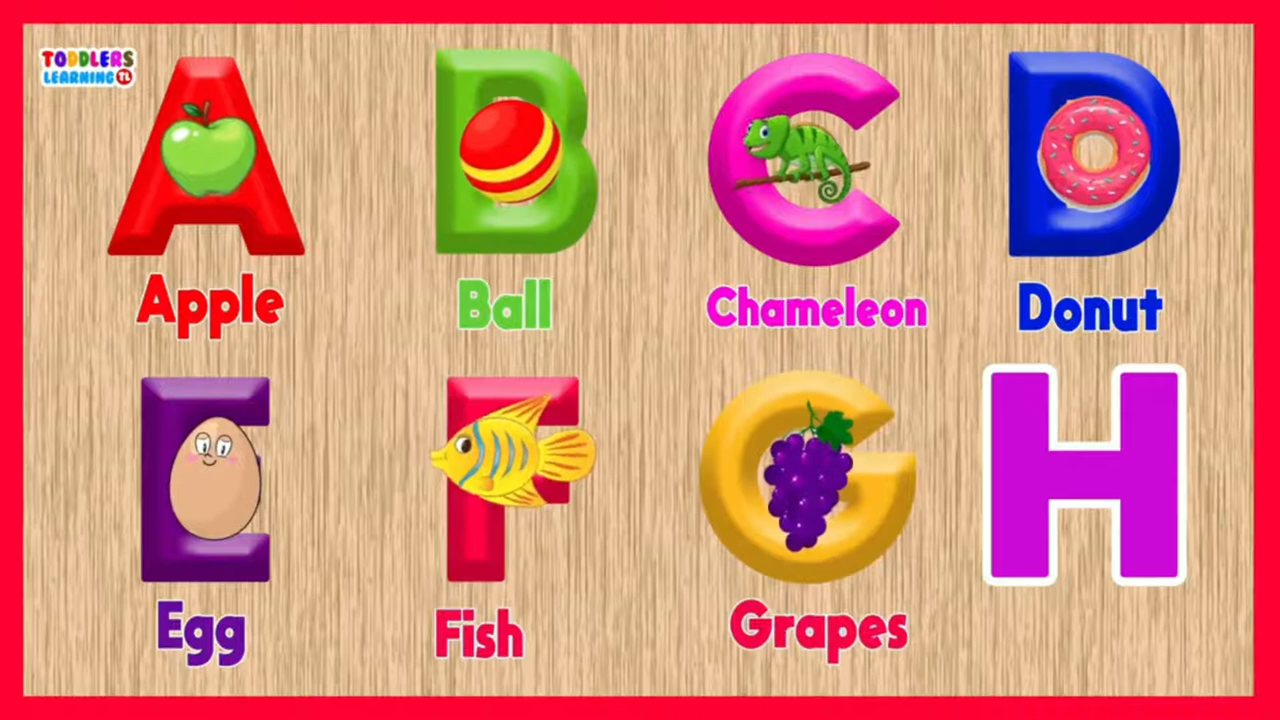 TODDLERS
LEARNING TL
A B C D
Apple Ball Chameleon Donut
E F G H
Egg Fish Grapes